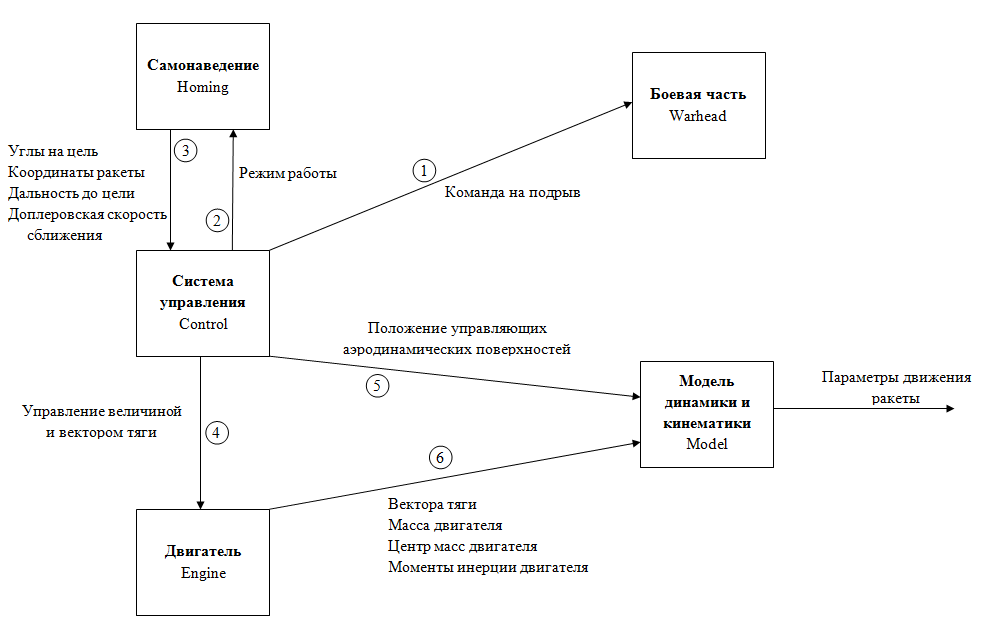 Самонаведение
Homing
Боевая часть
Warhead
3
Углы на цель
Координаты ракеты
Дальность до цели
Доплеровская скорость
сближения
Режим работы
2
1
Команда на подрыв
Система
управления
Control
Положение управляющих
аэродинамических поверхностей
5
Модель
динамики и
кинематики
Model
Параметры движения
ракеты
Управление величиной
и вектором тяги
4
6
Вектора тяги
Масса двигателя
Центр масс двигателя
Моменты инерции двигателя
Двигатель
Engine